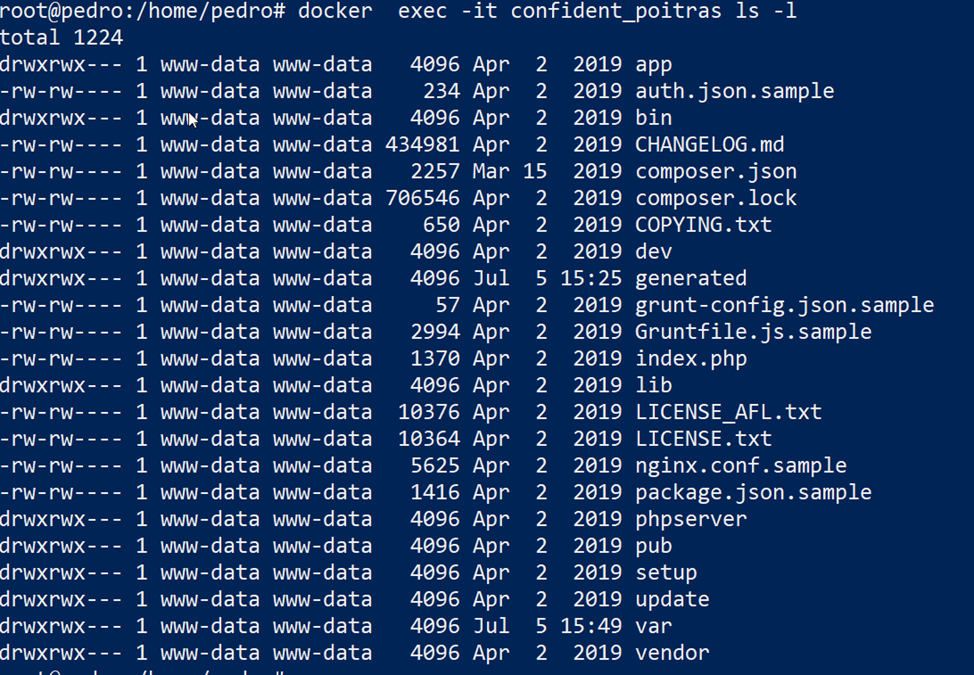 root@pedro:/home/pedro# docker  exec -it confident_poitras ls -l
total 1224
drwxrwx--- 1 www-data www-data   4096 Apr  2  2019 app
-rw-rw---- 1 www-data www-data    234 Apr  2  2019 auth.json.sample
drwxrwx--- 1 www-data www-data   4096 Apr  2  2019 bin
-rw-rw---- 1 www-data www-data 434981 Apr  2  2019 CHANGELOG.md
-rw-rw---- 1 www-data www-data   2257 Mar 15  2019 composer.json
-rw-rw---- 1 www-data www-data 706546 Apr  2  2019 composer.lock
-rw-rw---- 1 www-data www-data    650 Apr  2  2019 COPYING.txt
drwxrwx--- 1 www-data www-data   4096 Apr  2  2019 dev
drwxrwx--- 1 www-data www-data   4096 Jul  5 15:25 generated
-rw-rw---- 1 www-data www-data     57 Apr  2  2019 grunt-config.json.sample
-rw-rw---- 1 www-data www-data   2994 Apr  2  2019 Gruntfile.js.sample
-rw-rw---- 1 www-data www-data   1370 Apr  2  2019 index.php
drwxrwx--- 1 www-data www-data   4096 Apr  2  2019 lib
-rw-rw---- 1 www-data www-data  10376 Apr  2  2019 LICENSE_AFL.txt
-rw-rw---- 1 www-data www-data  10364 Apr  2  2019 LICENSE.txt
-rw-rw---- 1 www-data www-data   5625 Apr  2  2019 nginx.conf.sample
-rw-rw---- 1 www-data www-data   1416 Apr  2  2019 package.json.sample
drwxrwx--- 1 www-data www-data   4096 Apr  2  2019 phpserver
drwxrwx--- 1 www-data www-data   4096 Apr  2  2019 pub
drwxrwx--- 1 www-data www-data   4096 Apr  2  2019 setup
drwxrwx--- 1 www-data www-data   4096 Apr  2  2019 update
drwxrwx--- 1 www-data www-data   4096 Jul  5 15:49 var
drwxrwx--- 1 www-data www-data   4096 Apr  2  2019 vendor